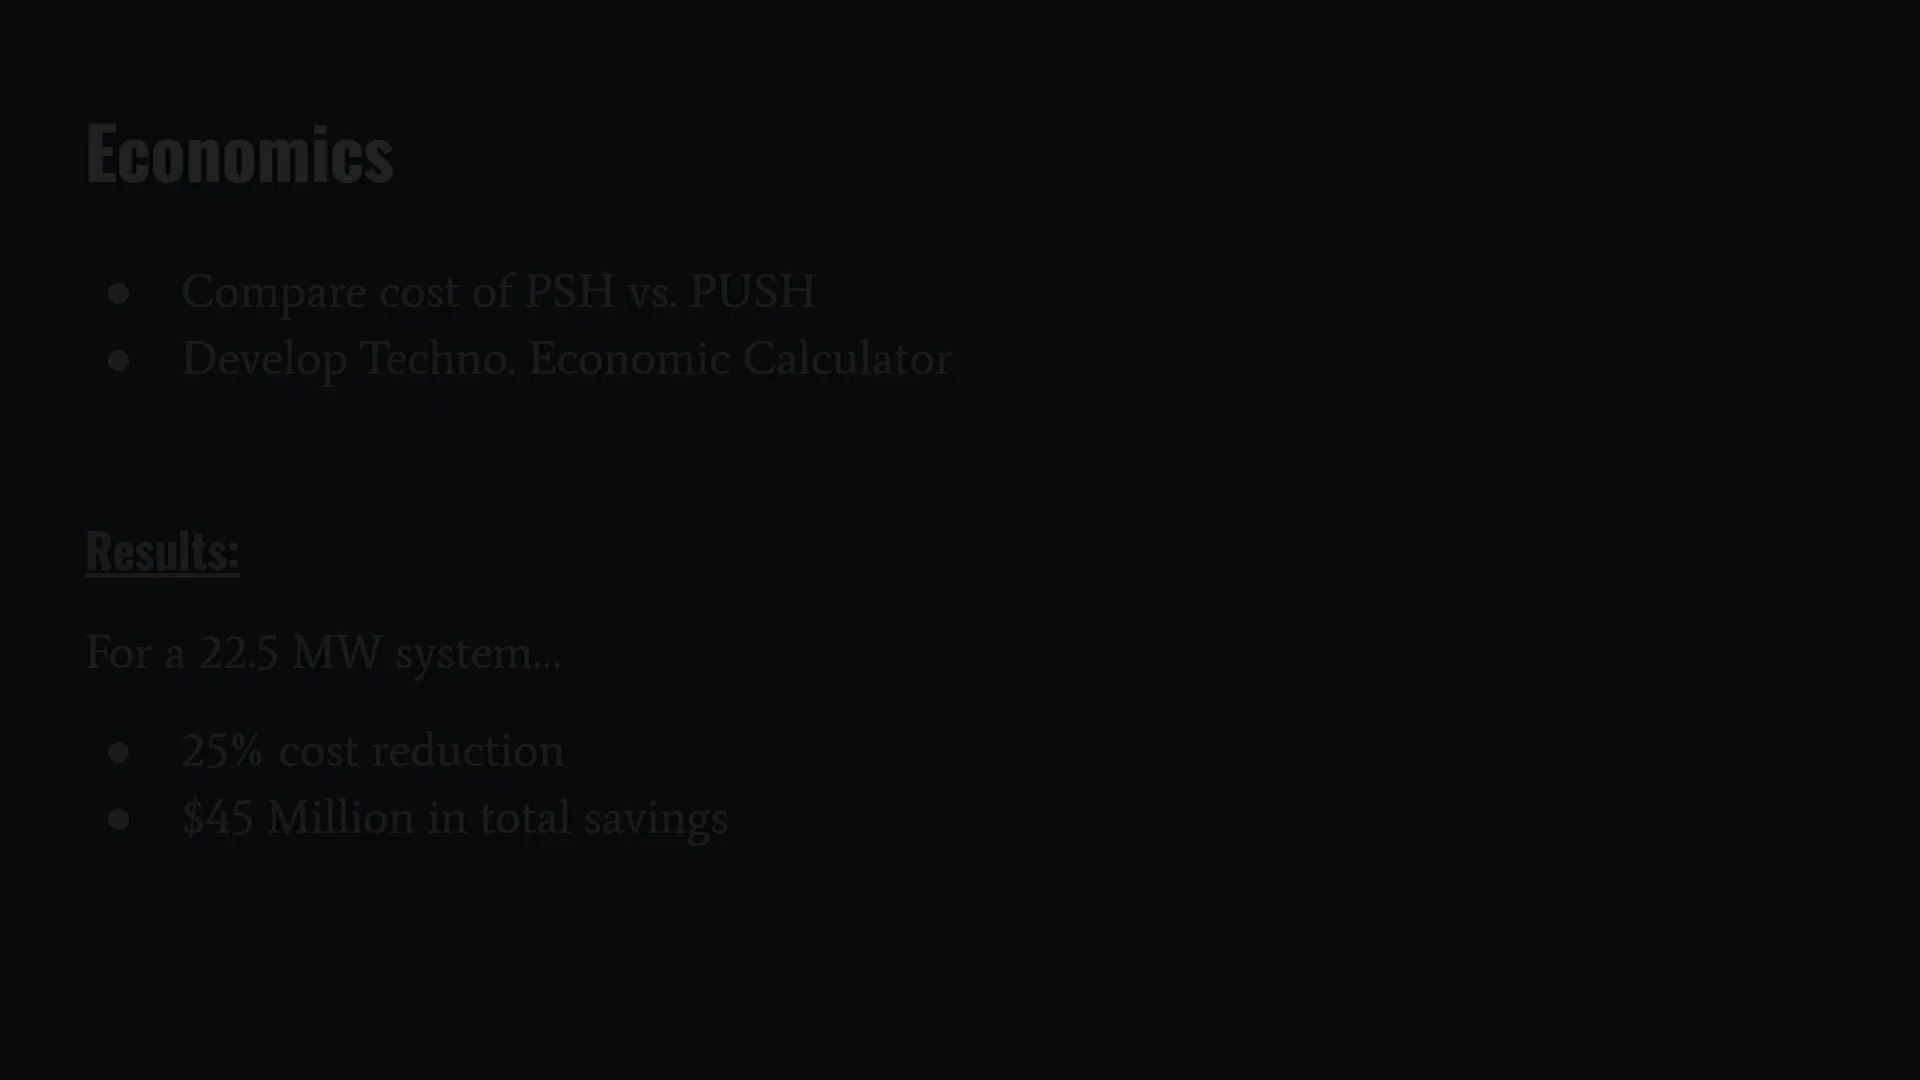 Economics
● Compare cost of PSH vs. PUSH
● Develop Techno. Economic Calculator
Results:
For a 22.5 MW system...
● 25% cost reduction
● $45 Million in total savings